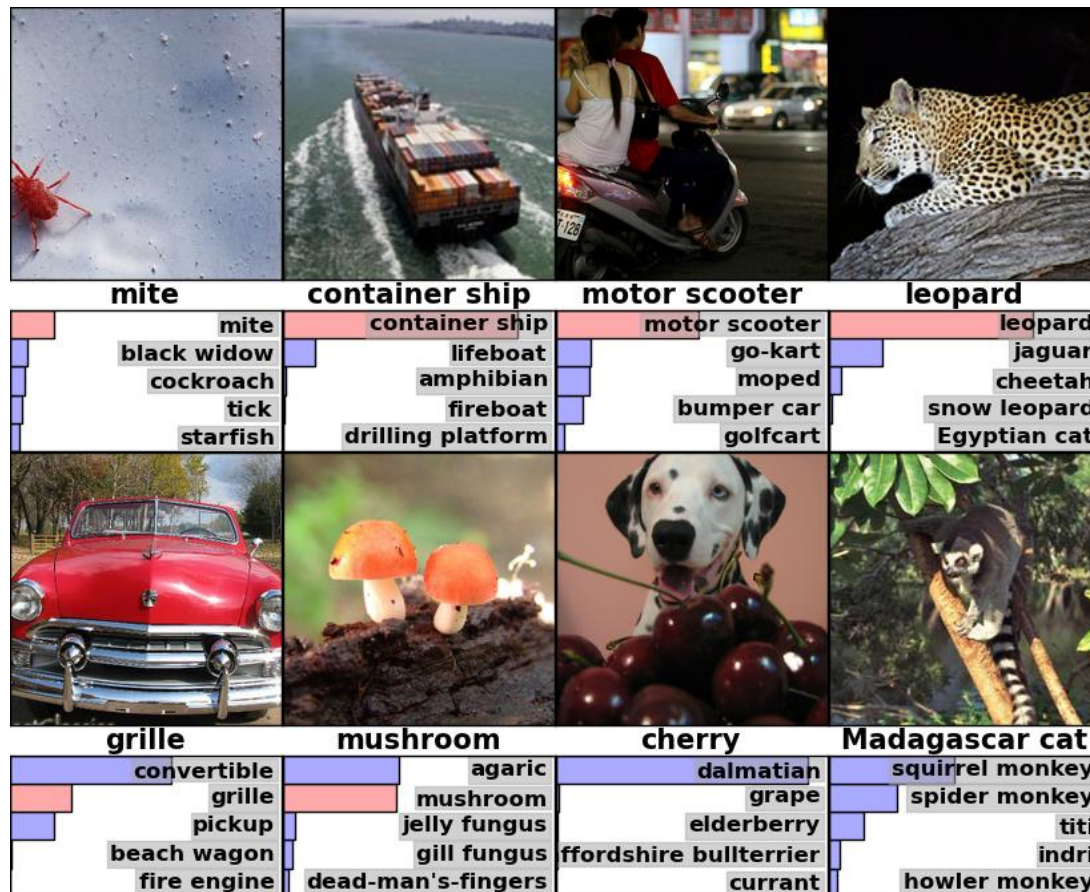 128
mite
container ship
motor scooter
leopard
mite
black widow
cockroach
tick
starfish
container ship
lifeboat
amphibian
fireboat
drilling platform
motor scooter
go-kart
moped
bumper car
golfcart
leopard
jaguar
cheetah
snow leopard
Egyptian cat
grille
mushroom
cherry
Madagascar cat
convertible
grille
pickup
beach wagon
fire engine
agaric
mushroom
jelly fungus
gill fungus
dead-man's-fingers
dalmatian
grape
elderberry
ffordshire bullterrier
currant
squirrel monkey
spider monkey
titi
indri
howler monkey